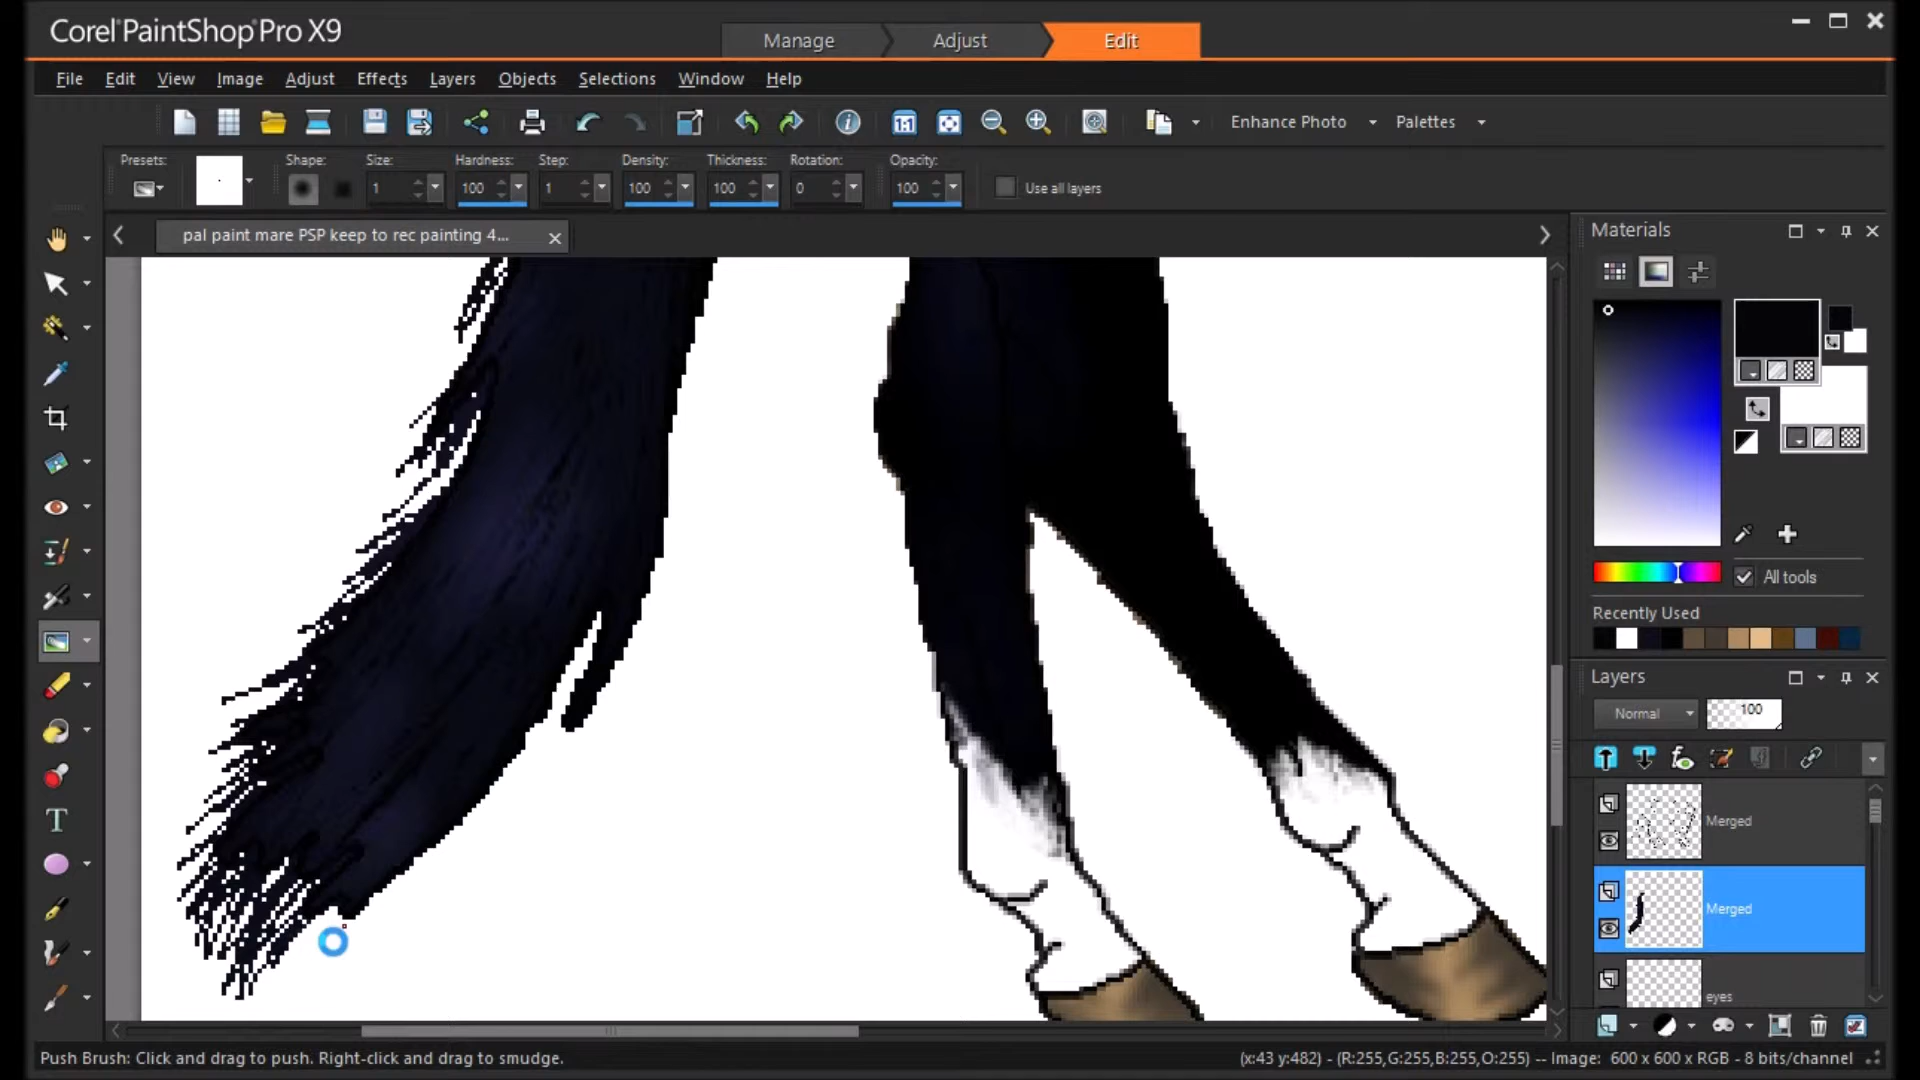 Corel PaintShop Pro X9
Manage Adjust Edit
File Edit View Image Adjust Effects Layers Objects Selections Window Help
1:1 Enhance Photo Palettes
Presets: Shape: Size: Hardness: Step: Density: Thickness: Rotation: Opacity:
1 100 1 100 100 0 100 Use all layers
pal paint mare PSP keep to rec painting 4...
Materials
All tools
Recently Used
Layers
Normal 100
Merged
Merged
eyes
Push Brush: Click and drag to push. Right-click and drag to smudge.
(x:43 y:482) - (R:255,G:255,B:255,O:255) -- Image: 600 x 600 x RGB - 8 bits/channel